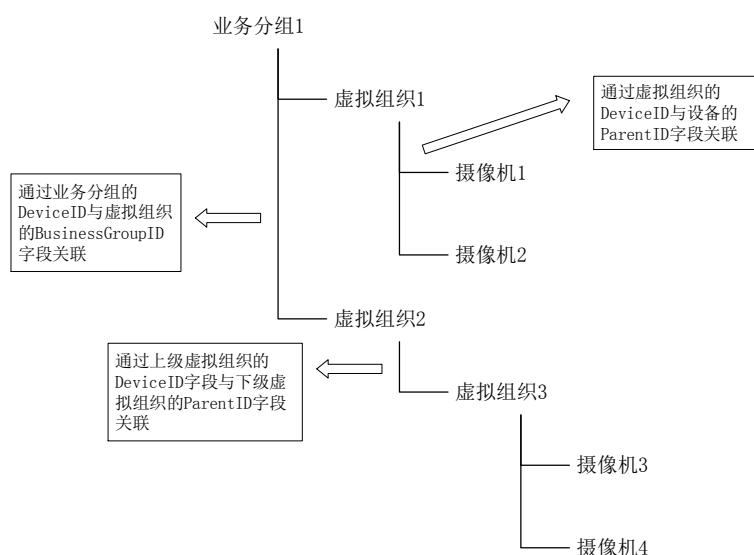 业务分组1
虚拟组织1
通过虚拟组织的
DeviceID与设备的
ParentID字段关联
摄像机1
通过业务分组的
DeviceID与虚拟组织
的BusinessGroupID
字段关联
摄像机2
虚拟组织2
通过上级虚拟组织的
DeviceID字段与下级虚
拟组织的ParentID字段
关联
虚拟组织3
摄像机3
摄像机4